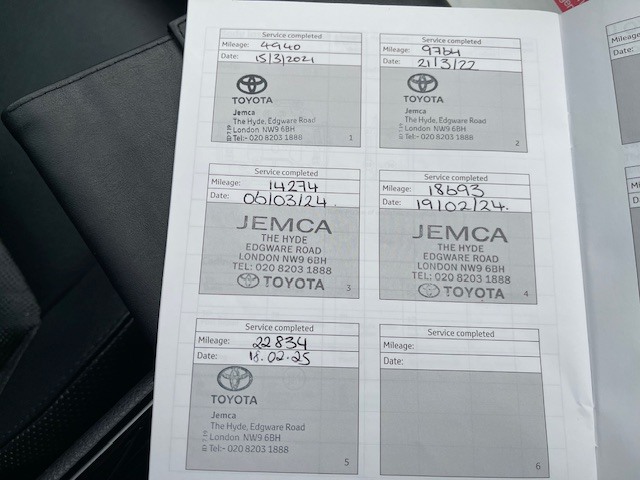 Service completed
Mileage: 4940
Date: 15/3/2021
TOYOTA
Jemca
The Hyde, Edgware Road
London NW9 6BH
Tel:- 020 8203 1888
1
Service completed
Mileage: 9764
Date: 21/3/22
TOYOTA
Jemca
The Hyde, Edgware Road
London NW9 6BH
Tel:- 020 8203 1888
2
Service completed
Mileage: 14274
Date: 06/03/24
JEMCA
THE HYDE
EDGWARE ROAD
LONDON NW9 6BH
TEL: 020 8203 1888
TOYOTA
3
Service completed
Mileage: 18693
Date: 19/02/24.
JEMCA
THE HYDE
EDGWARE ROAD
LONDON NW9 6BH
TEL: 020 8203 1888
TOYOTA
4
Service completed
Mileage: 22834
Date: 18.02.25
TOYOTA
Jemca
The Hyde, Edgware Road
London NW9 6BH
Tel:- 020 8203 1888
5
Service completed
Mileage:
Date:
6
Mileage
Date:
Mi
D